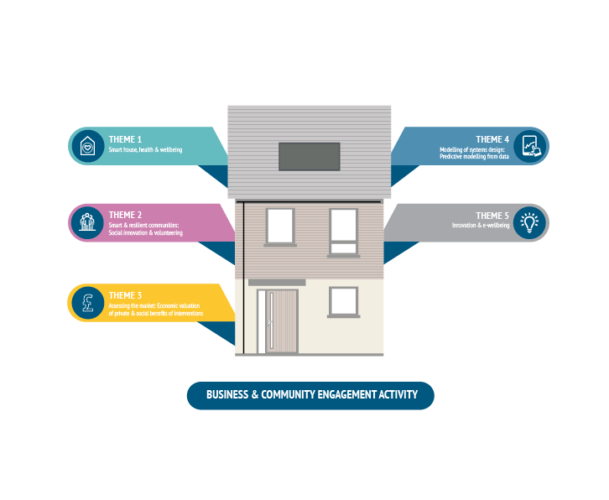 THEME 1
Smart house, health & wellbeing
THEME 2
Smart & resilient communities:
Social innovation & volunteering
THEME 3
Assessing the market: Economic valuation
of private & social benefits of interventions
THEME 4
Modelling of systems design:
Predictive modelling from data
THEME 5
Innovation & e-wellbeing
BUSINESS & COMMUNITY ENGAGEMENT ACTIVITY